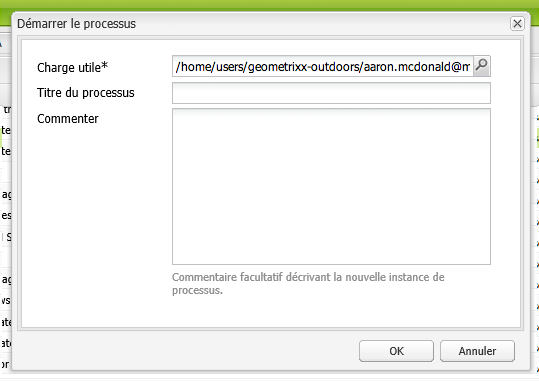 Démarrer le processus
Charge utile* /home/users/geometrixx-outdoors/aaron.mcdonald@m
Titre du processus
Commenter
Commentaire facultatif décrivant la nouvelle instance de
processus.
OK Annuler